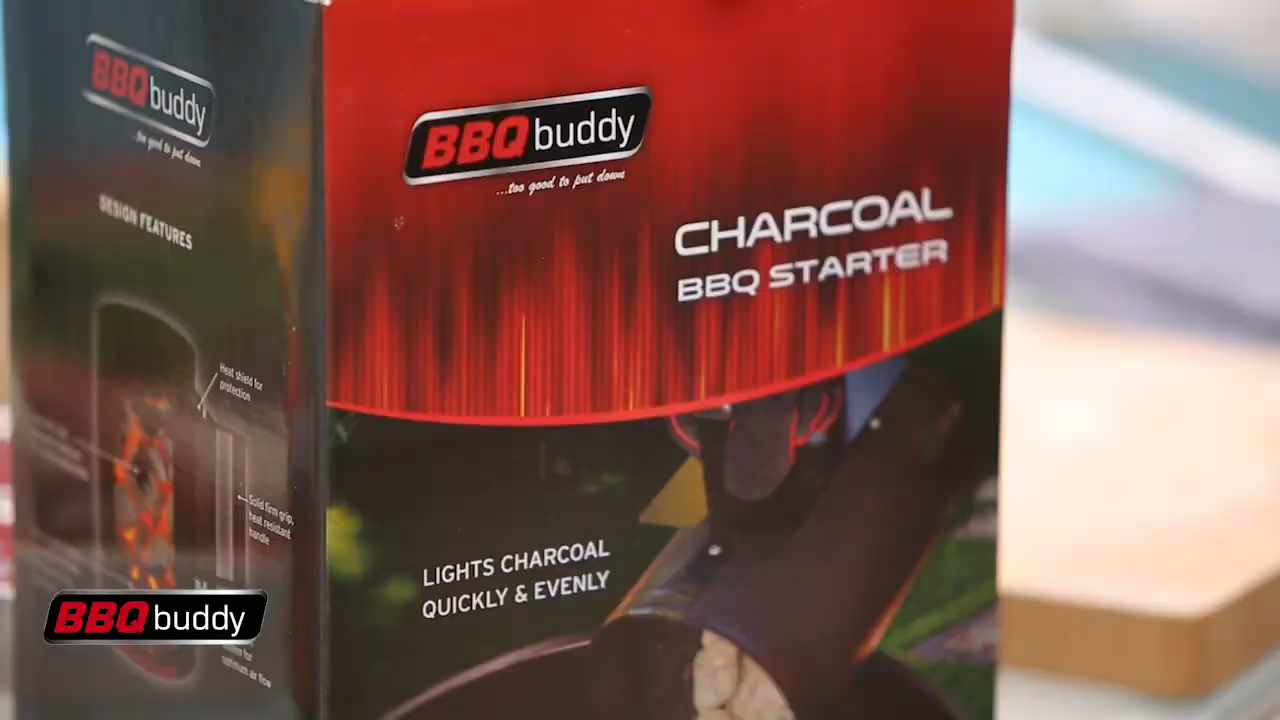 BBQ buddy
...too good to put down
DESIGN FEATURES
Heat shield for
protection
Solid firm grip,
heat resistant
handle
optimum air flow
BBQ buddy
...too good to put down
CHARCOAL
BBQ STARTER
LIGHTS CHARCOAL
QUICKLY & EVENLY
BBQ buddy